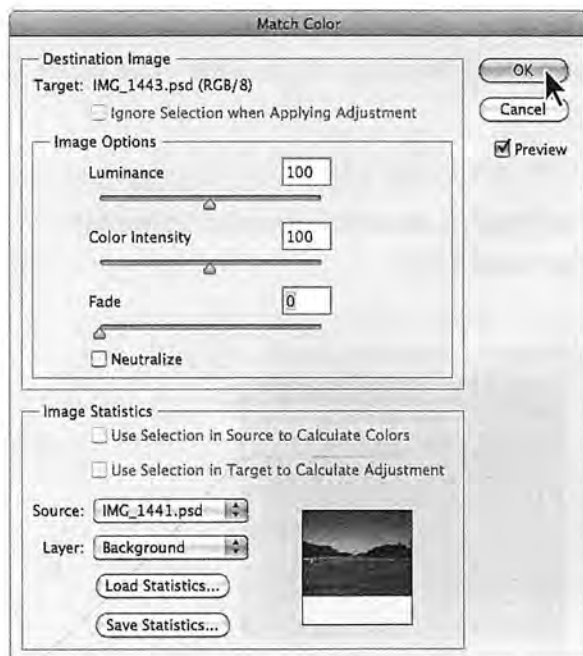 Match Color
Destination Image
Target: IMG_1443.psd (RGB/8)
Ignore Selection when Applying Adjustment
Image Options
Luminance 100
Color Intensity 100
Fade 0
Neutralize
OK
Cancel
Preview
Image Statistics
Use Selection in Source to Calculate Colors
Use Selection in Target to Calculate Adjustment
Source: IMG_1441.psd
Layer: Background
Load Statistics...
Save Statistics...